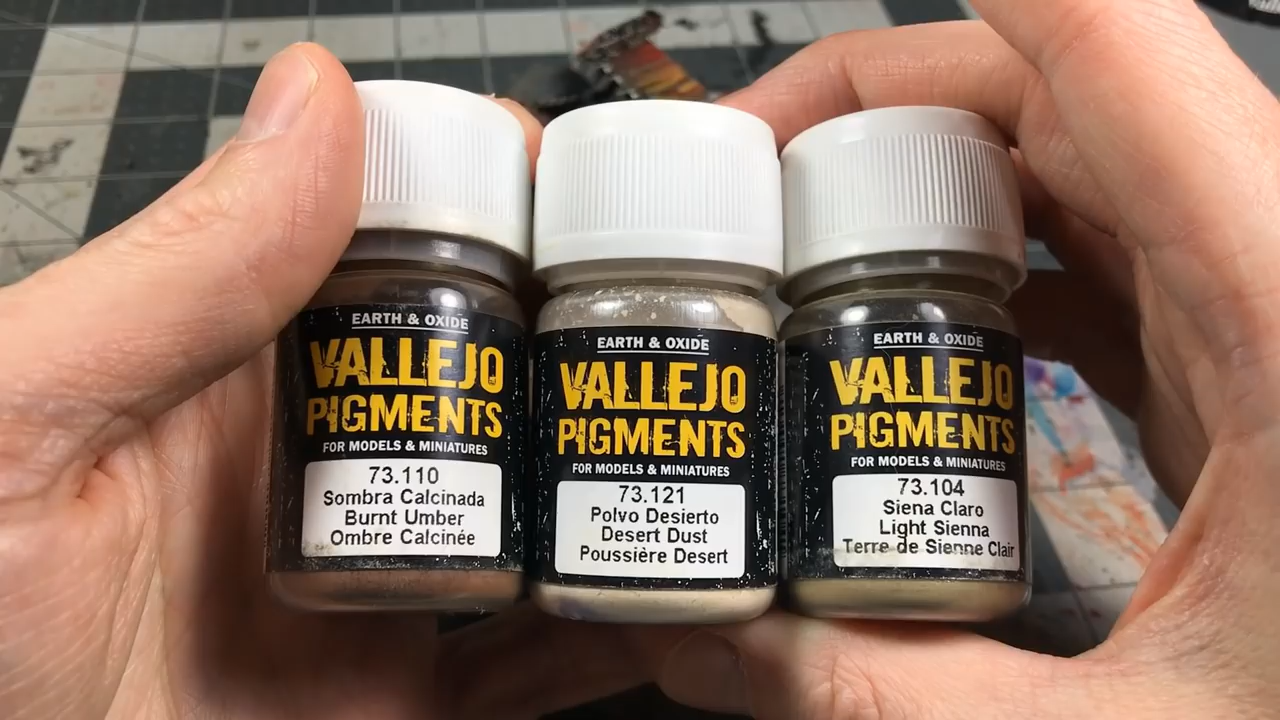 EARTH & OXIDE
VALLEJO
PIGMENTS
FOR MODELS & MINIATURES
73.110
Sombra Calcinada
Burnt Umber
Ombre Calcinée
EARTH & OXIDE
VALLEJO
PIGMENTS
FOR MODELS & MINIATURES
73.121
Polvo Desierto
Desert Dust
Poussière Desert
EARTH & OXIDE
VALLEJO
PIGMENTS
FOR MODELS & MINIATURES
73.104
Siena Claro
Light Sienna
Terre de Sienne Clair